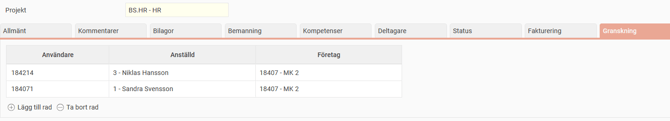 Projekt BS.HR - HR
Allmänt Kommentarer Bilagor Bemanning Kompetenser Deltagare Status Fakturering Granskning
Användare Anställd Företag
184214 3 - Niklas Hansson 18407 - MK 2
184071 1 - Sandra Svensson 18407 - MK 2
Lägg till rad Ta bort rad